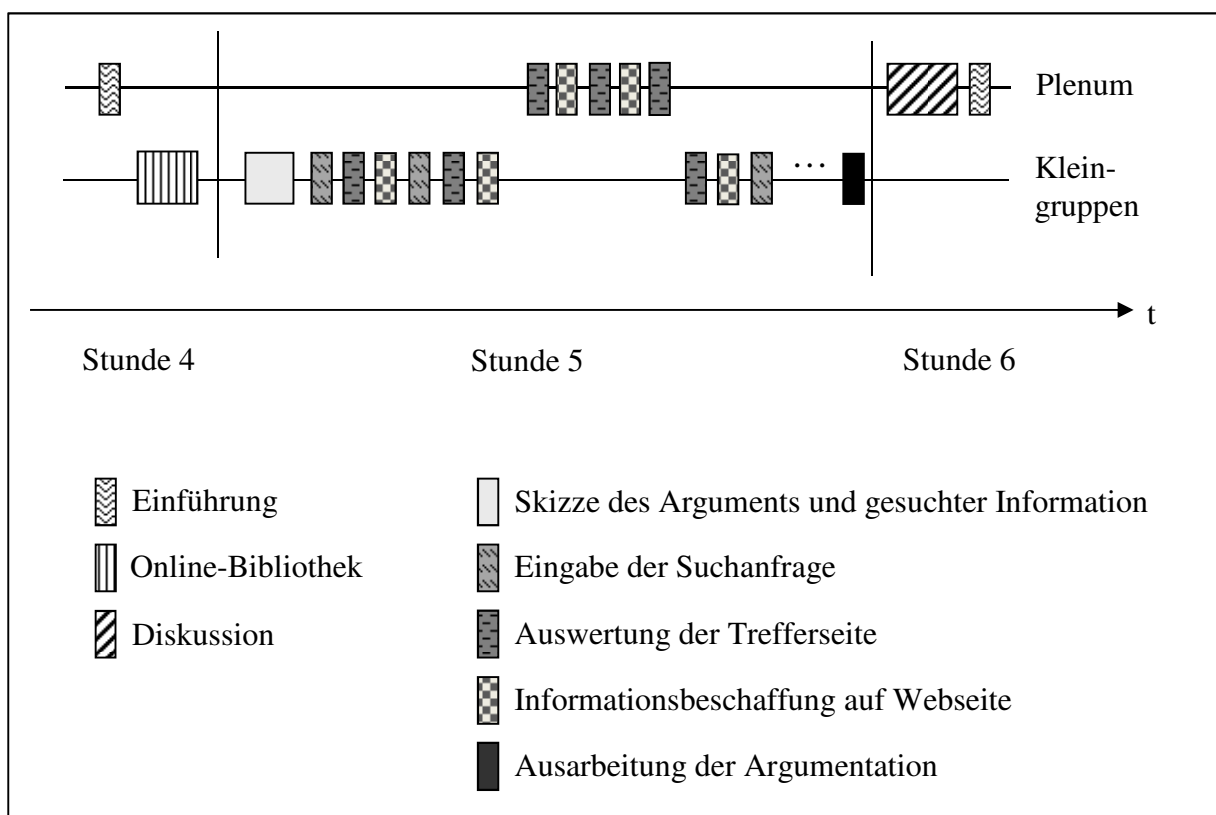 Plenum
...
Klein-
gruppen
t
Stunde 4
Stunde 5
Stunde 6
Einführung
Online-Bibliothek
Diskussion
Skizze des Arguments und gesuchter Information
Eingabe der Suchanfrage
Auswertung der Trefferseite
Informationsbeschaffung auf Webseite
Ausarbeitung der Argumentation